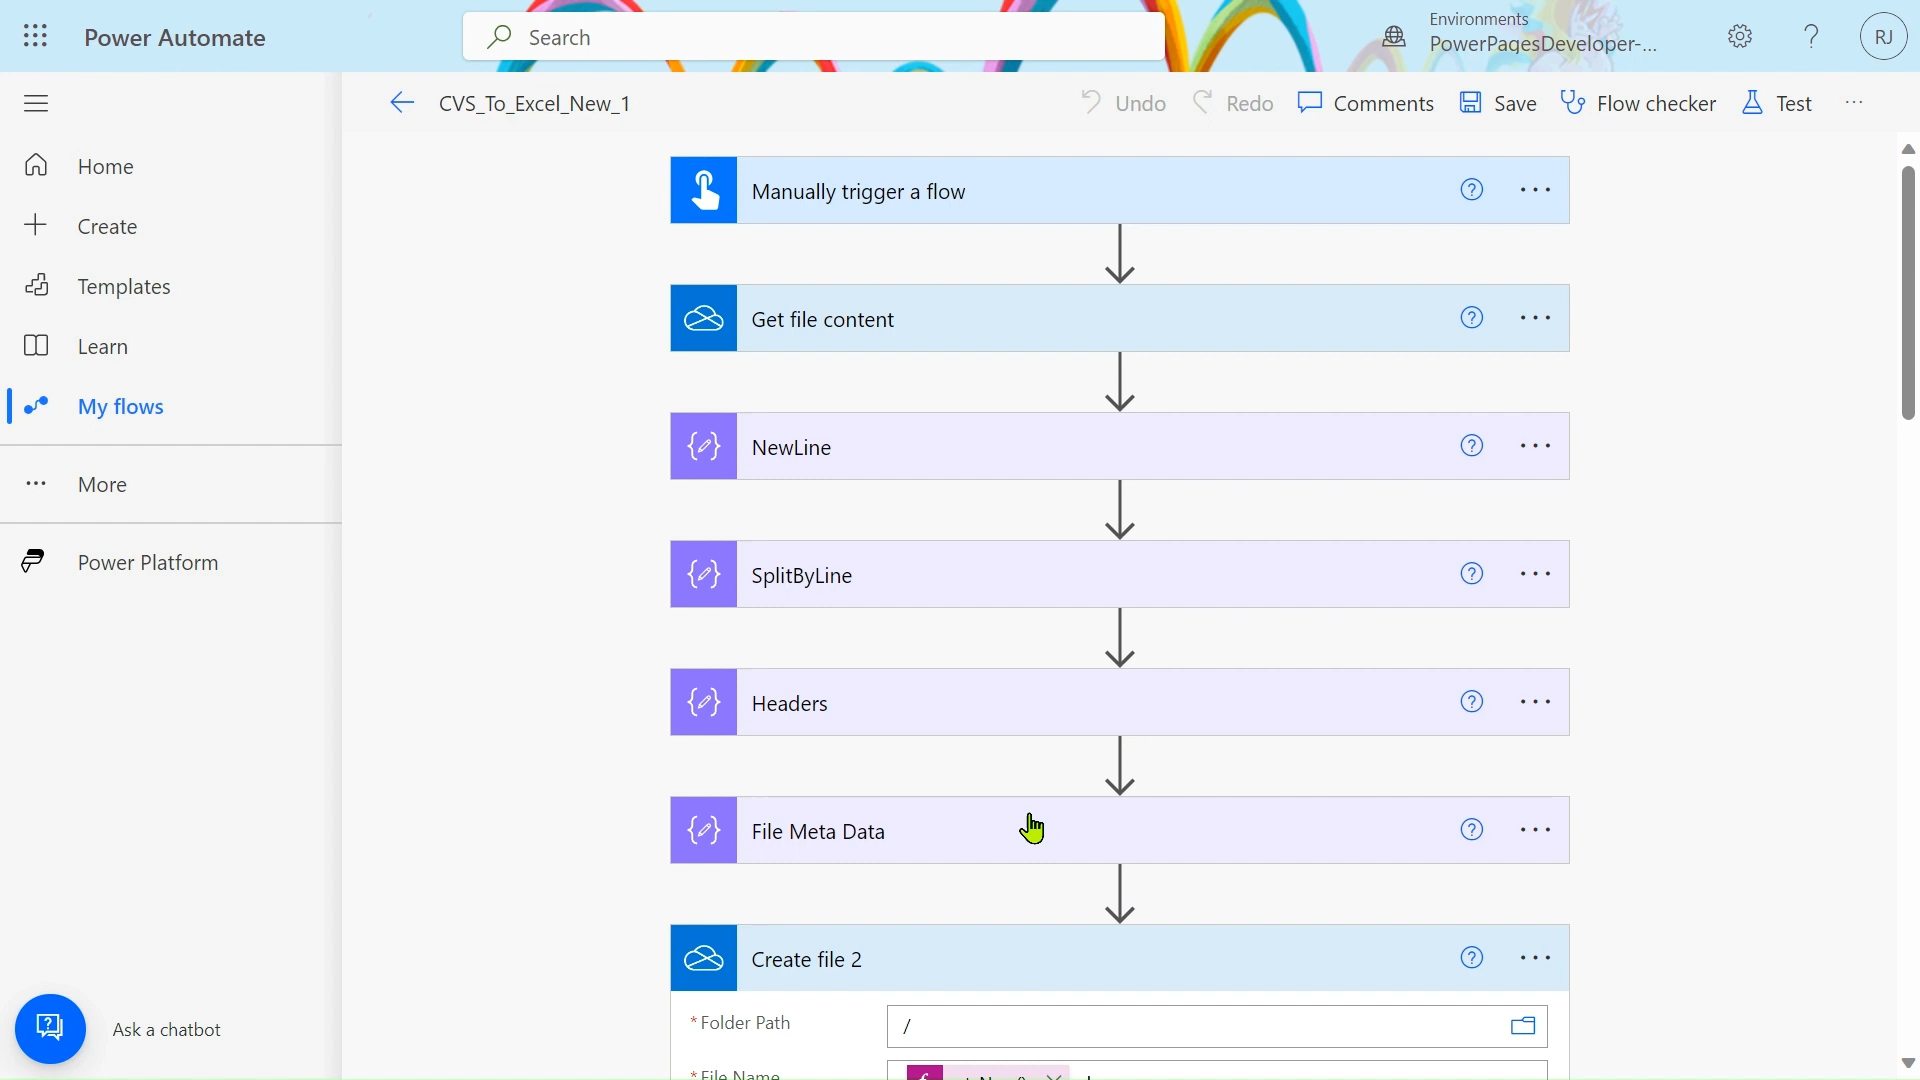 Power Automate
Search
Environments
PowerPagesDeveloper-...
RJ
CVS_To_Excel_New_1
Undo
Redo
Comments
Save
Flow checker
Test
Home
Create
Templates
Learn
My flows
More
Power Platform
Ask a chatbot
Manually trigger a flow
Get file content
NewLine
SplitByLine
Headers
File Meta Data
Create file 2
* Folder Path
/
* File Name